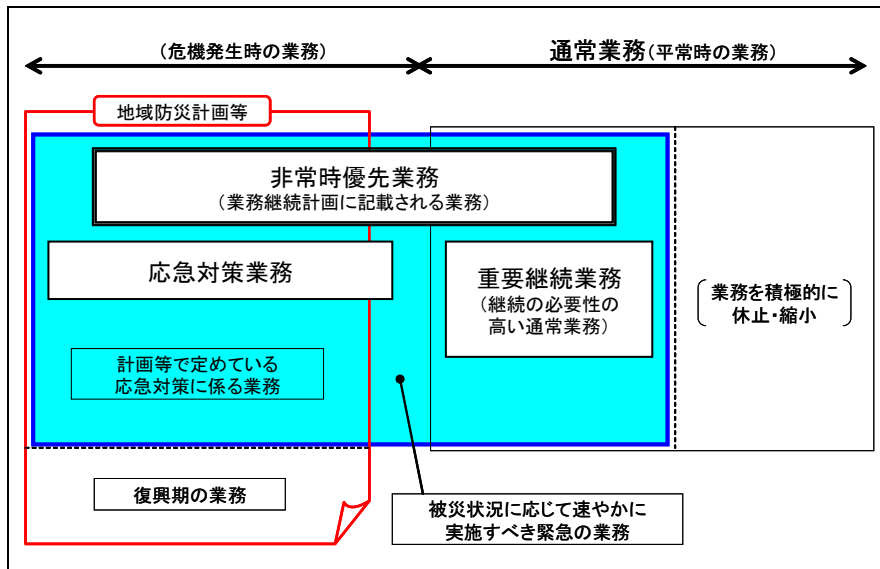 (危機発生時の業務)
通常業務(平常時の業務)
地域防災計画等
非常時優先業務
(業務継続計画に記載される業務)
応急対策業務
重要継続業務
(継続の必要性の
高い通常業務)
業務を積極的に
休止・縮小
計画等で定めている
応急対策に係る業務
復興期の業務
被災状況に応じて速やかに
実施すべき緊急の業務